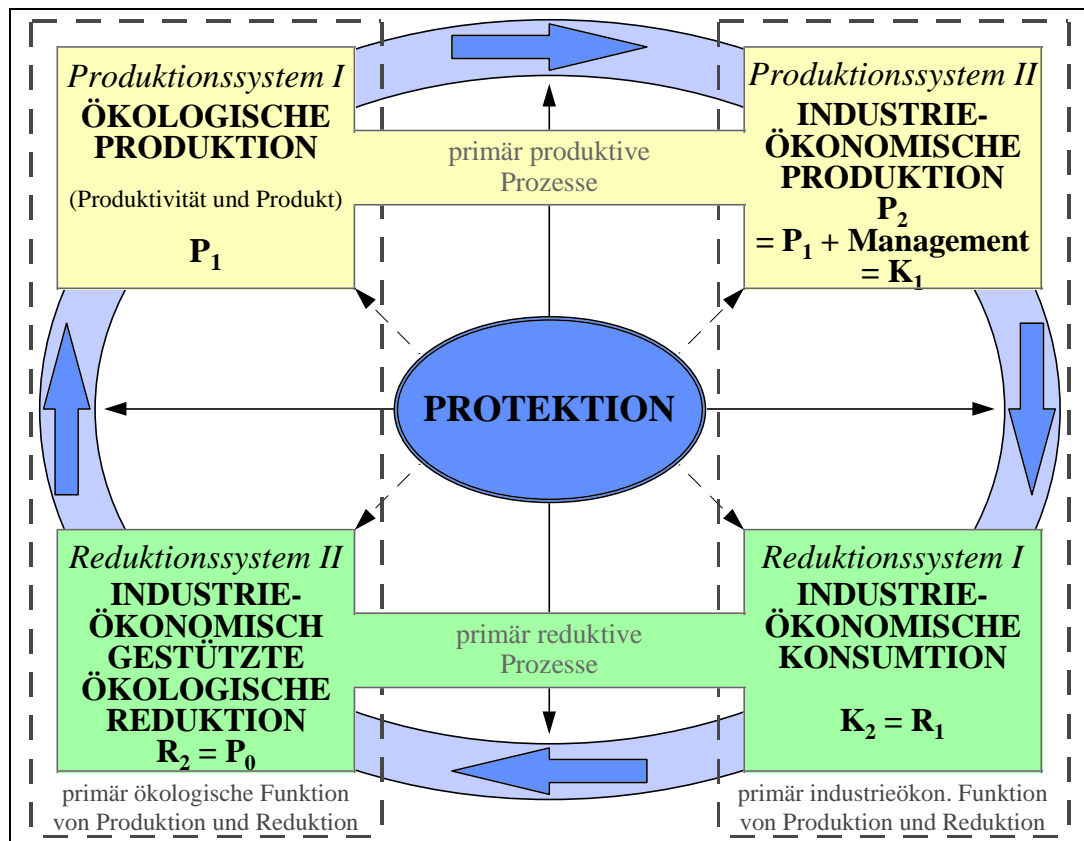 Produktionssystem I
ÖKOLOGISCHE
PRODUKTION
(Produktivität und Produkt)
P₁
primär produktive
Prozesse
Produktionssystem II
INDUSTRIE-
ÖKONOMISCHE
PRODUKTION
P₂
= P₁ + Management
= K₁
PROTEKTION
Reduktionssystem II
INDUSTRIE-
ÖKONOMISCH
GESTÜTZTE
ÖKOLOGISCHE
REDUKTION
R₂ = P₀
primär reduktive
Prozesse
Reduktionssystem I
INDUSTRIE-
ÖKONOMISCHE
KONSUMTION
K₂ = R₁
primär ökologische Funktion
von Produktion und Reduktion
primär industrieökon. Funktion
von Produktion und Reduktion